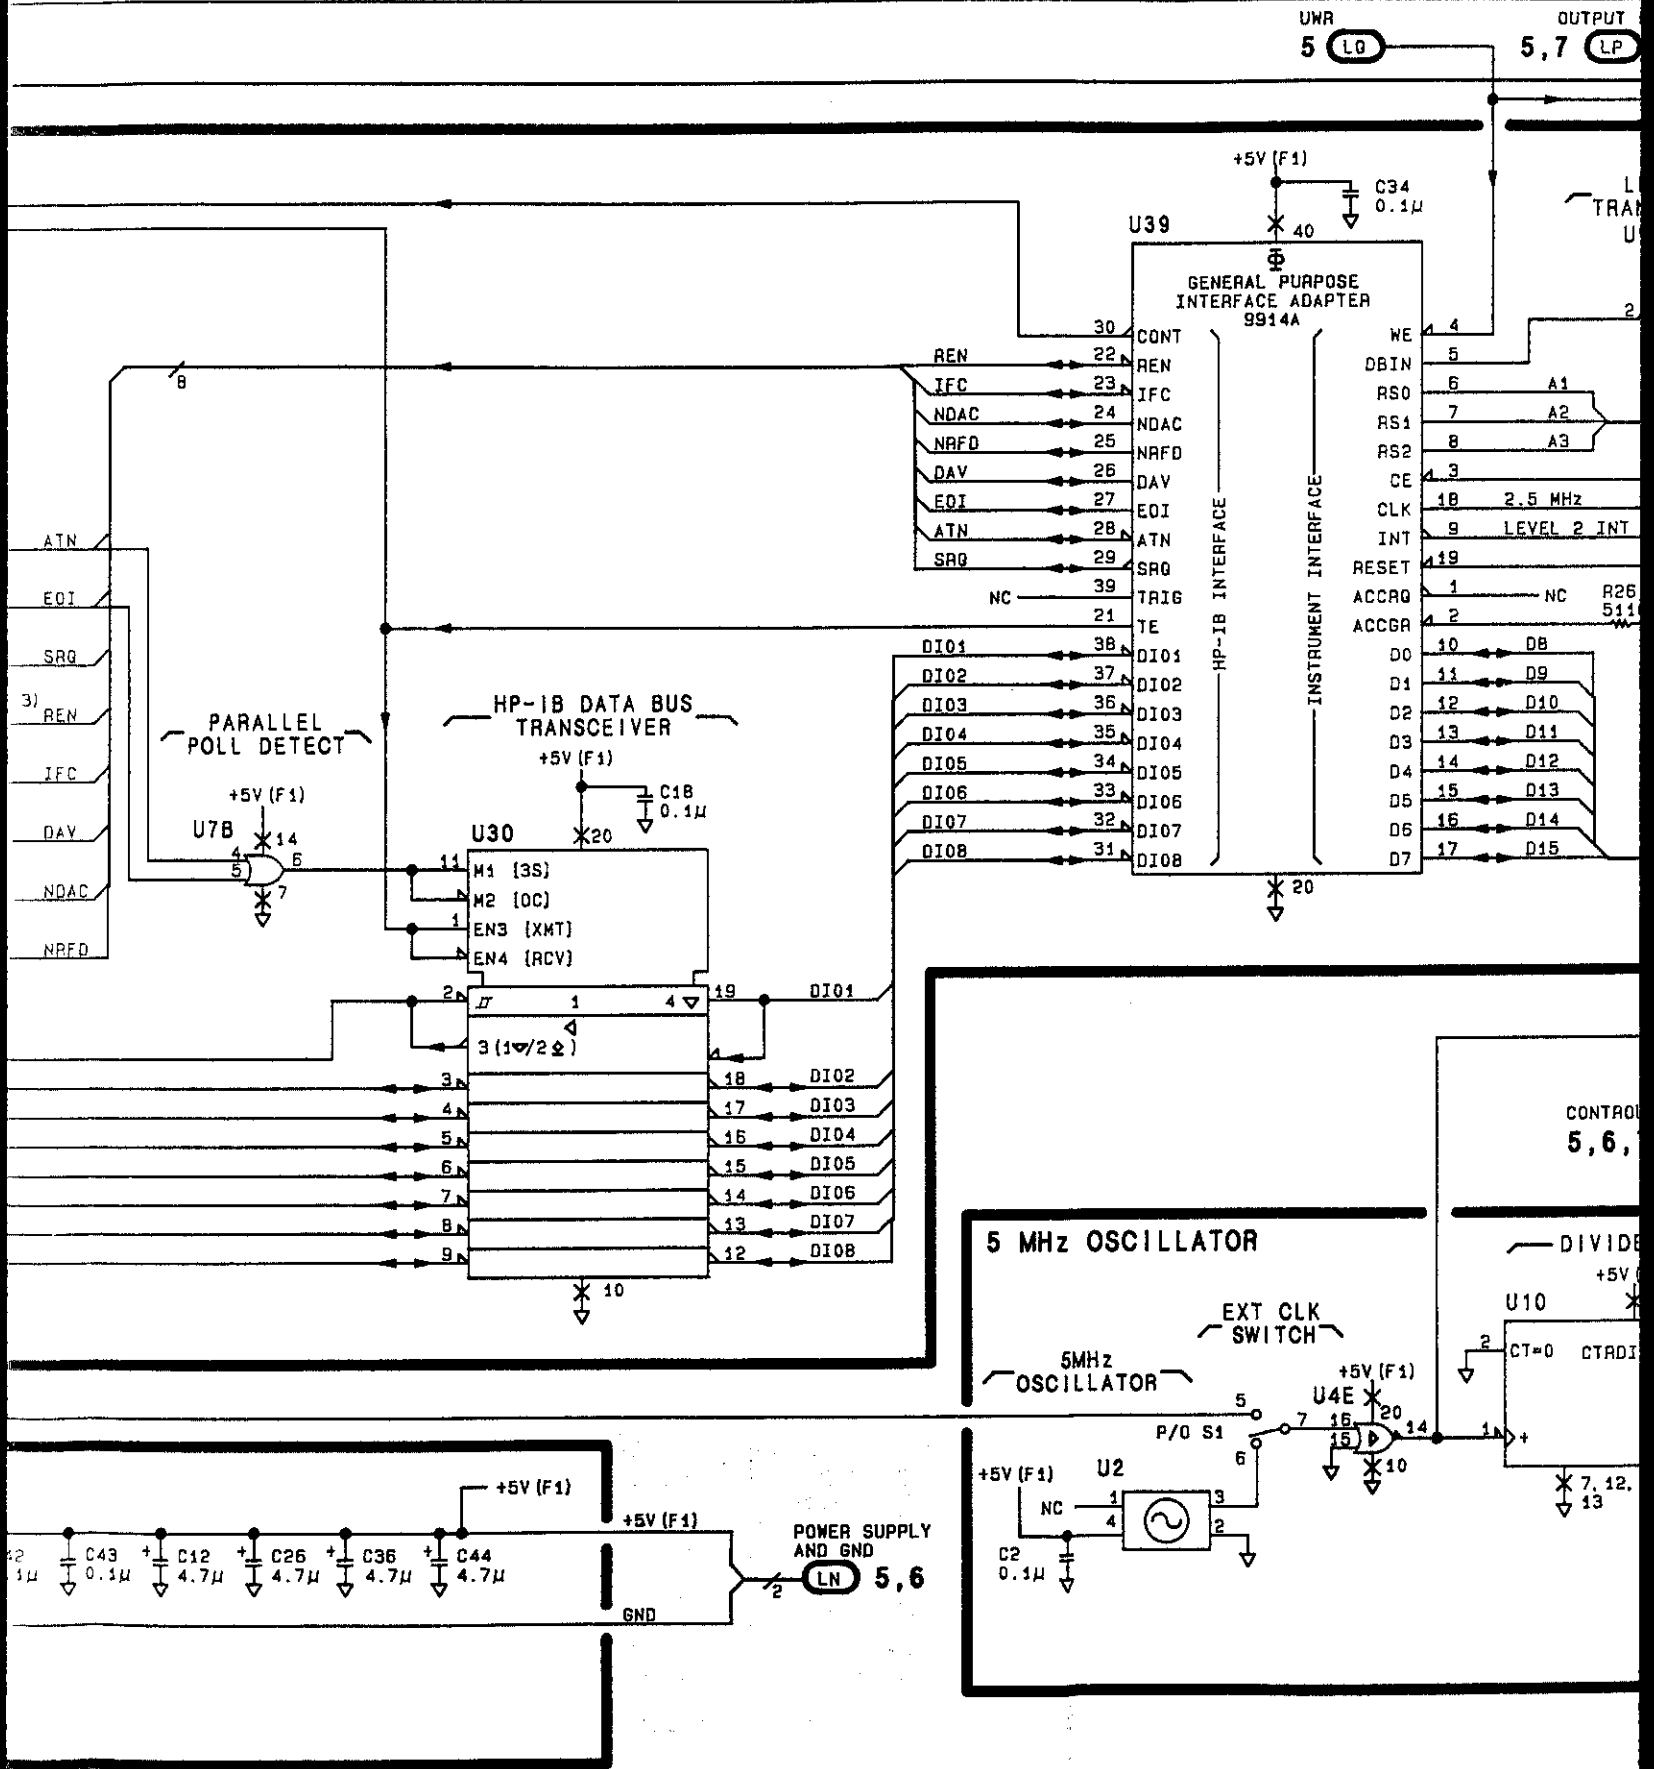 UWR
5 LQ
OUTPUT
5,7 LP
+5V(F1)
C34
0.1µ
U39
40
GENERAL PURPOSE
INTERFACE ADAPTER
9914A
HP-IB INTERFACE
INSTRUMENT INTERFACE
30 CONT
REN 22 REN
IFC 23 IFC
NDAC 24 NDAC
NRFD 25 NRFD
DAV 26 DAV
EOI 27 EOI
ATN 28 ATN
SRQ 29 SRQ
NC 39 TRIG
21 TE
DIO1 38 DIO1
DIO2 37 DIO2
DIO3 36 DIO3
DIO4 35 DIO4
DIO5 34 DIO5
DIO6 33 DIO6
DIO7 32 DIO7
DIO8 31 DIO8
20
WE 4
DBIN 5
2
RS0 6 A1
RS1 7 A2
RS2 8 A3
CE 3
CLK 18 2.5 MHz
INT 9 LEVEL 2 INT
RESET 19
ACCRQ 1 NC
R26
511
ACCGR 2
D0 10 D8
D1 11 D9
D2 12 D10
D3 13 D11
D4 14 D12
D5 15 D13
D6 16 D14
D7 17 D15
8
ATN
EOI
SRQ
3)
REN
IFC
DAV
NDAC
NRFD
PARALLEL
POLL DETECT
+5V(F1)
U7B
14
4
5
6
7
HP-IB DATA BUS
TRANSCEIVER
+5V(F1)
C18
0.1µ
U30
20
11 M1 [3S]
M2 [OC]
1 EN3 [XMT]
EN4 [RCV]
2 1 4 19 DIO1
3(1/2)
3 18 DIO2
4 17 DIO3
5 16 DIO4
6 15 DIO5
7 14 DIO6
8 13 DIO7
9 12 DIO8
10
CONTROL
5,6,
5 MHz OSCILLATOR
DIVIDE
+5V(
U10
2 CT=0 CTRDI
1 +
7, 12,
13
EXT CLK
SWITCH
+5V(F1)
5MHz
OSCILLATOR
U4E
20
5
P/O S1
7
6
16
15
14
10
+5V(F1)
U2
NC 1 3
4 2
C2
0.1µ
+5V(F1)
+5V(F1)
C43
0.1µ
+ C12
4.7µ
+ C26
4.7µ
+ C36
4.7µ
+ C44
4.7µ
GND
2
POWER SUPPLY
AND GND
LN 5,6